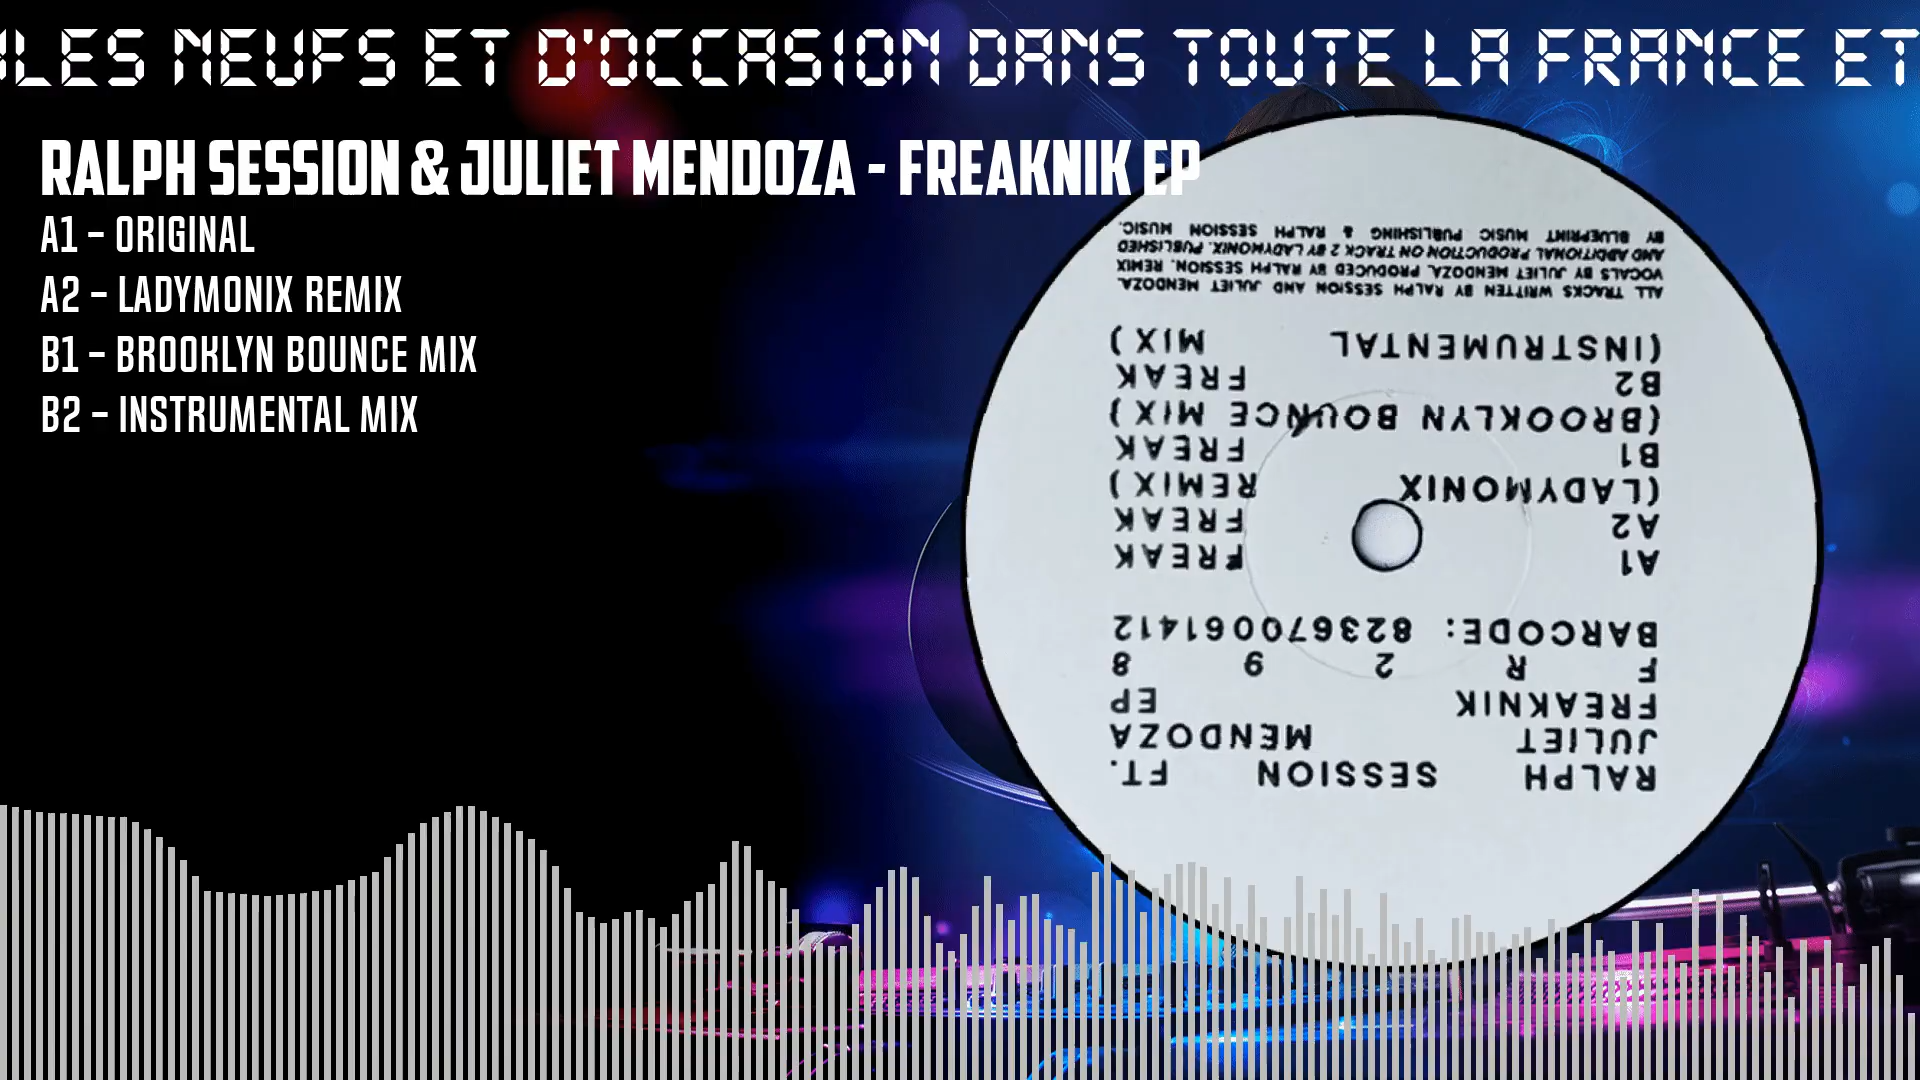 LES NEUFS ET D'OCCASION DANS TOUTE LA FRANCE ET
RALPH SESSION & JULIET MENDOZA - FREAKNIK EP
A1 - ORIGINAL
A2 - LADYMONIX REMIX
B1 - BROOKLYN BOUNCE MIX
B2 - INSTRUMENTAL MIX
RALPH SESSION FT.
JULIET MENDOZA
FREAKNIK EP
F R 2 9 8
BARCODE: 823670061412
A1 FREAK
A2 FREAK
(LADYMONIX REMIX)
B1 FREAK
(BROOKLYN BOUNCE MIX)
B2 FREAK
(INSTRUMENTAL MIX)
ALL TRACKS WRITTEN BY RALPH SESSION AND JULIET MENDOZA.
VOCALS BY JULIET MENDOZA. PRODUCED BY RALPH SESSION. REMIX
AND ADDITIONAL PRODUCTION ON TRACK 2 BY LADYMONIX. PUBLISHED
BY BLUEPRINT MUSIC PUBLISHING & RALPH SESSION MUSIC.